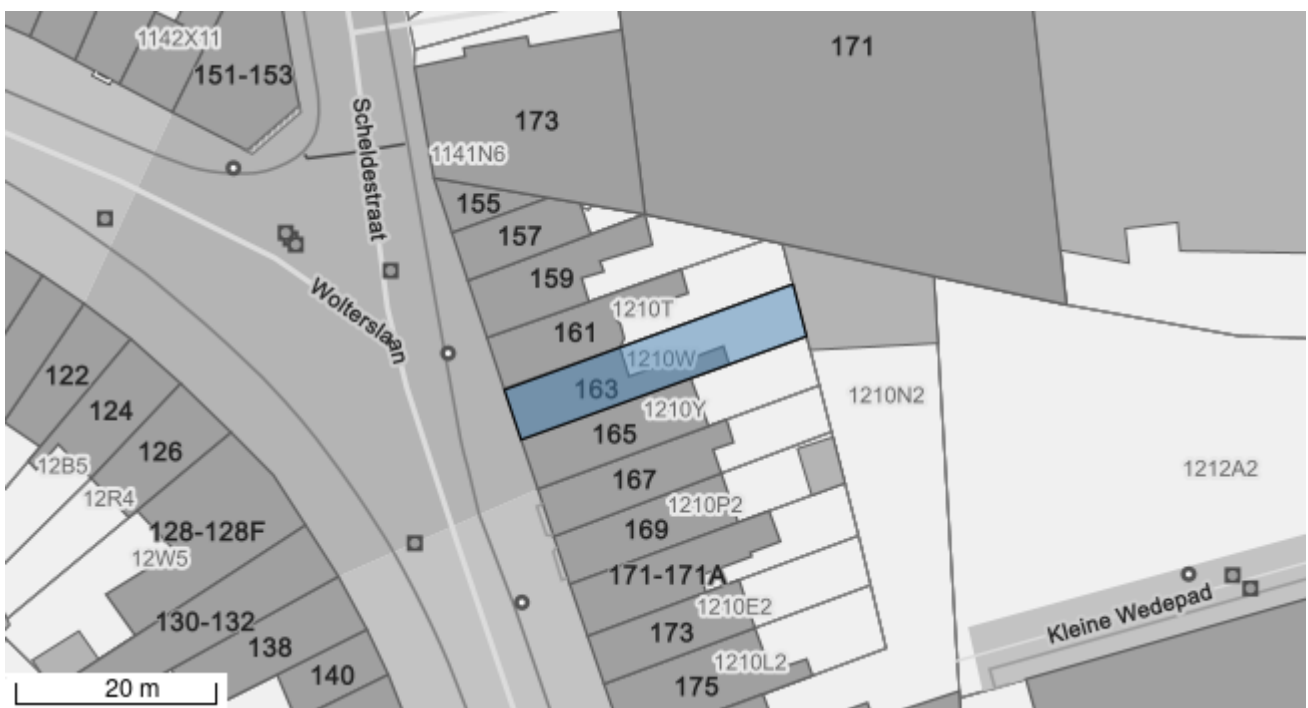 1142X11
151-153
171
173
Scheldestraat
1141N6
155
157
159
Wolterslaan
1210T
161
1210W
163
122
1210Y
1210N2
124
165
126
12B5
1212A2
167
12R4
1210P2
128-128F
169
12W5
171-171A
1210E2
Kleine Wedepad
130-132
173
138
1210L2
140
175
20 m